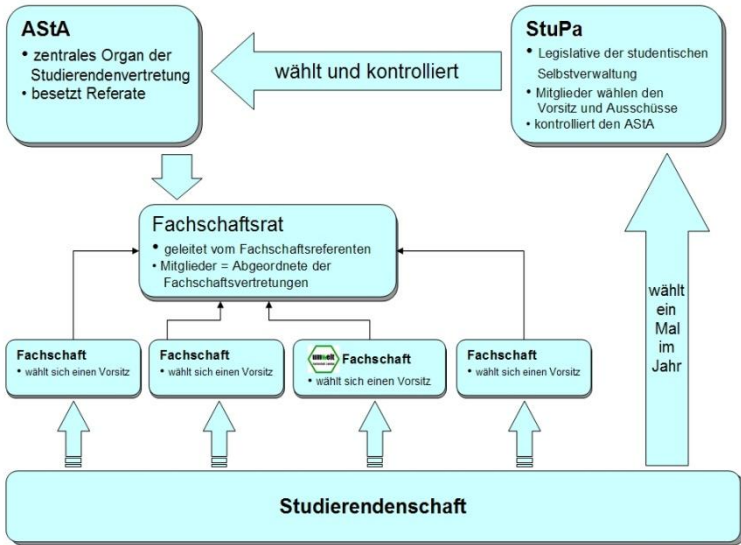 AStA
• zentrales Organ der
Studierendenvertretung
• besetzt Referate
wählt und kontrolliert
StuPa
• Legislative der studentischen
Selbstverwaltung
• Mitglieder wählen den
Vorsitz und Ausschüsse
• kontrolliert den AStA
Fachschaftsrat
• geleitet vom Fachschaftsreferenten
• Mitglieder = Abgeordnete der
Fachschaftsvertretungen
wählt
ein
Mal
im
Jahr
Fachschaft
• wählt sich einen Vorsitz
Fachschaft
• wählt sich einen Vorsitz
umwelt
Fachschaft
• wählt sich einen Vorsitz
Fachschaft
• wählt sich einen Vorsitz
Studierendenschaft